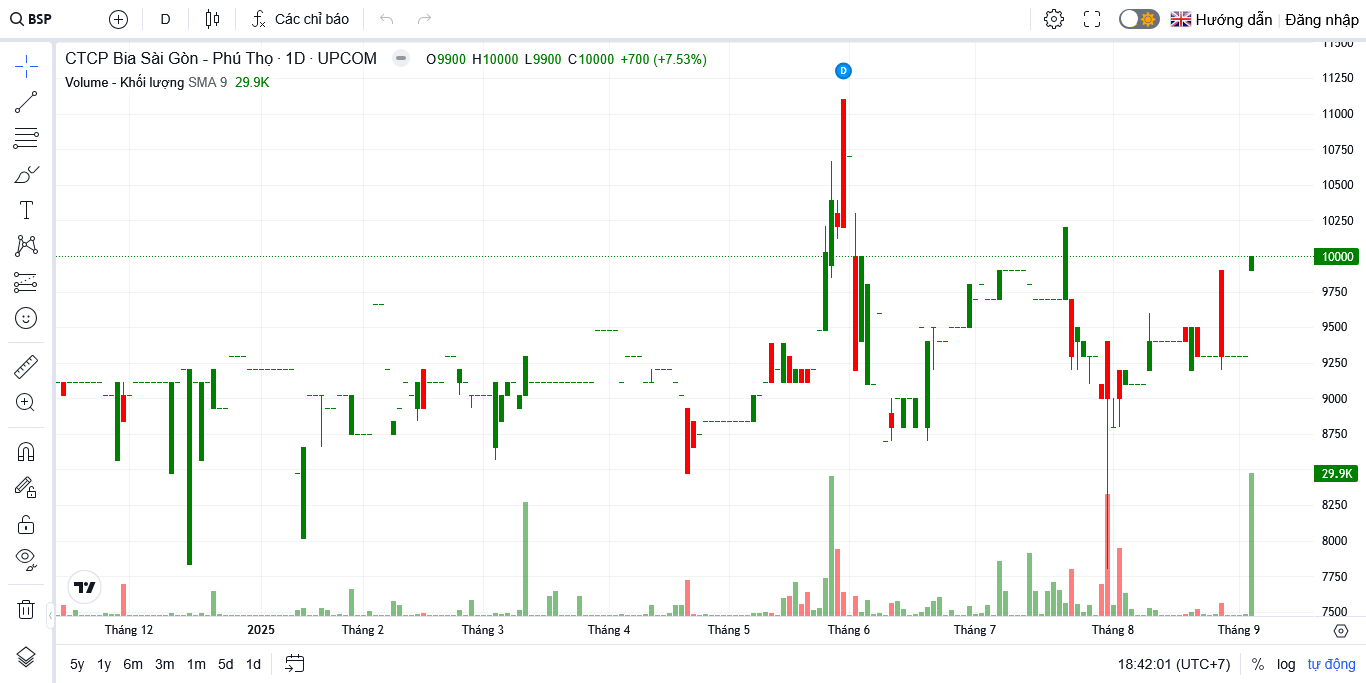 BSP D Các chỉ báo Hướng dẫn Đăng nhập
CTCP Bia Sài Gòn - Phú Thọ · 1D · UPCOM O9900 H10000 L9900 C10000 +700 (+7.53%)
Volume - Khối lượng SMA 9 29.9K
D
11500
11250
11000
10750
10500
10250
10000
9750
9500
9250
9000
8750
29.9K
8250
8000
7750
7500
Tháng 12 2025 Tháng 2 Tháng 3 Tháng 4 Tháng 5 Tháng 6 Tháng 7 Tháng 8 Tháng 9
5y 1y 6m 3m 1m 5d 1d 18:42:01 (UTC+7) % log tự động